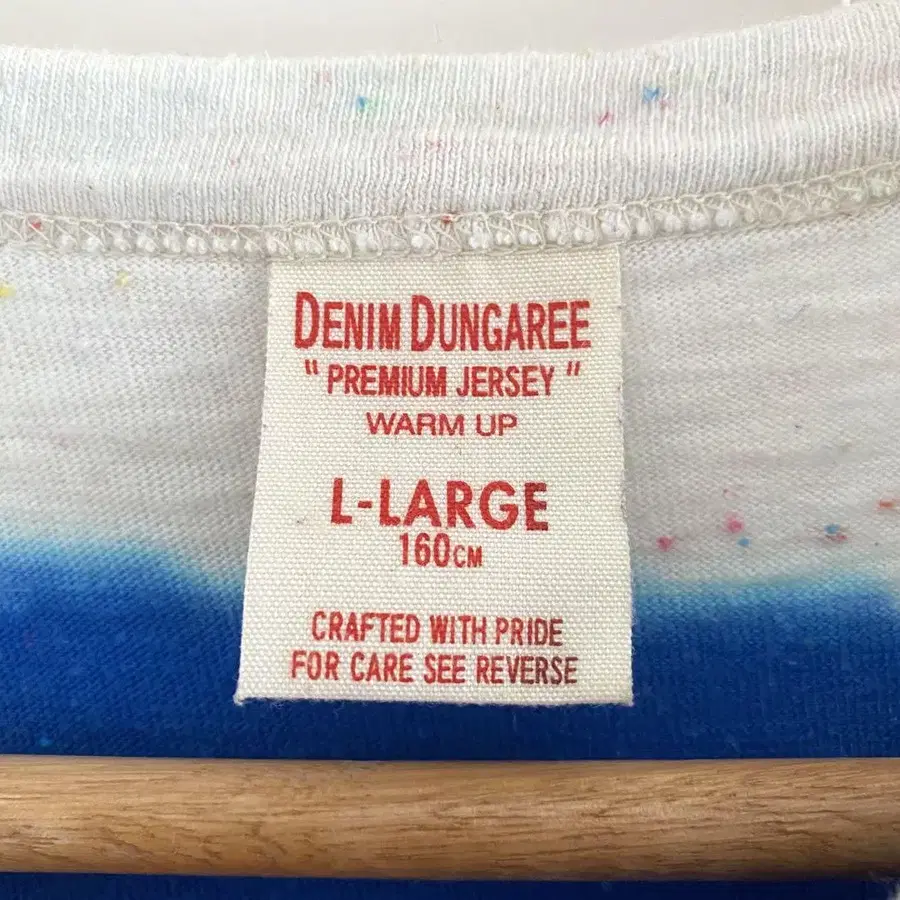 DENIM DUNGAREE
" PREMIUM JERSEY "
WARM UP
L-LARGE
160CM
CRAFTED WITH PRIDE
FOR CARE SEE REVERSE